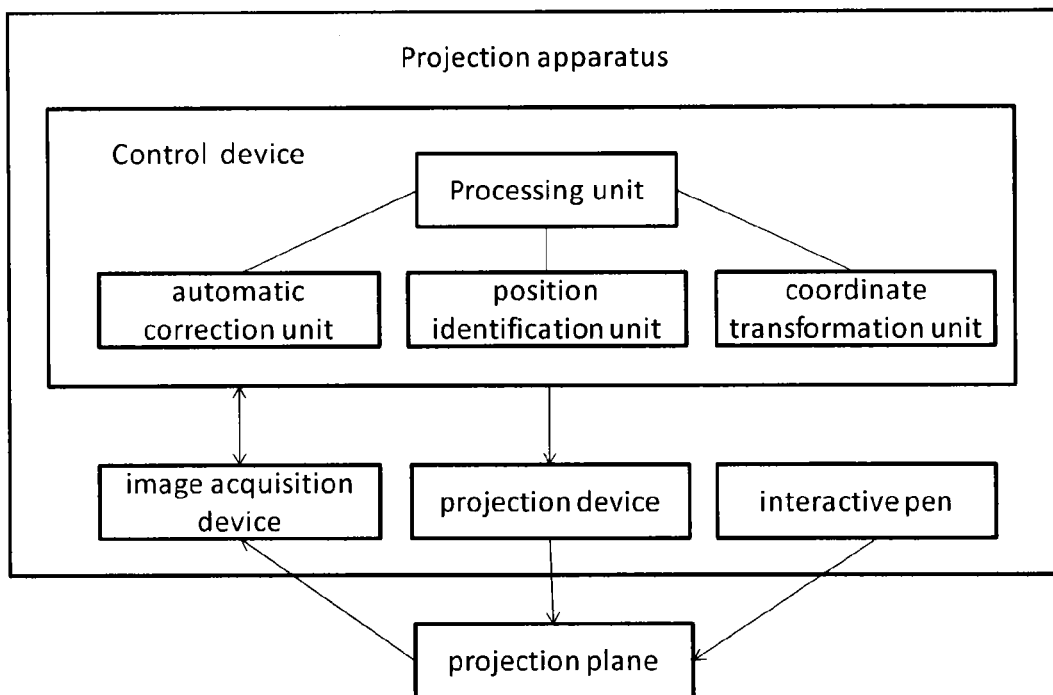 Projection apparatus
Control device
Processing unit
automatic
correction unit
position
identification unit
coordinate
transformation unit
image acquisition
device
projection device
interactive pen
projection plane